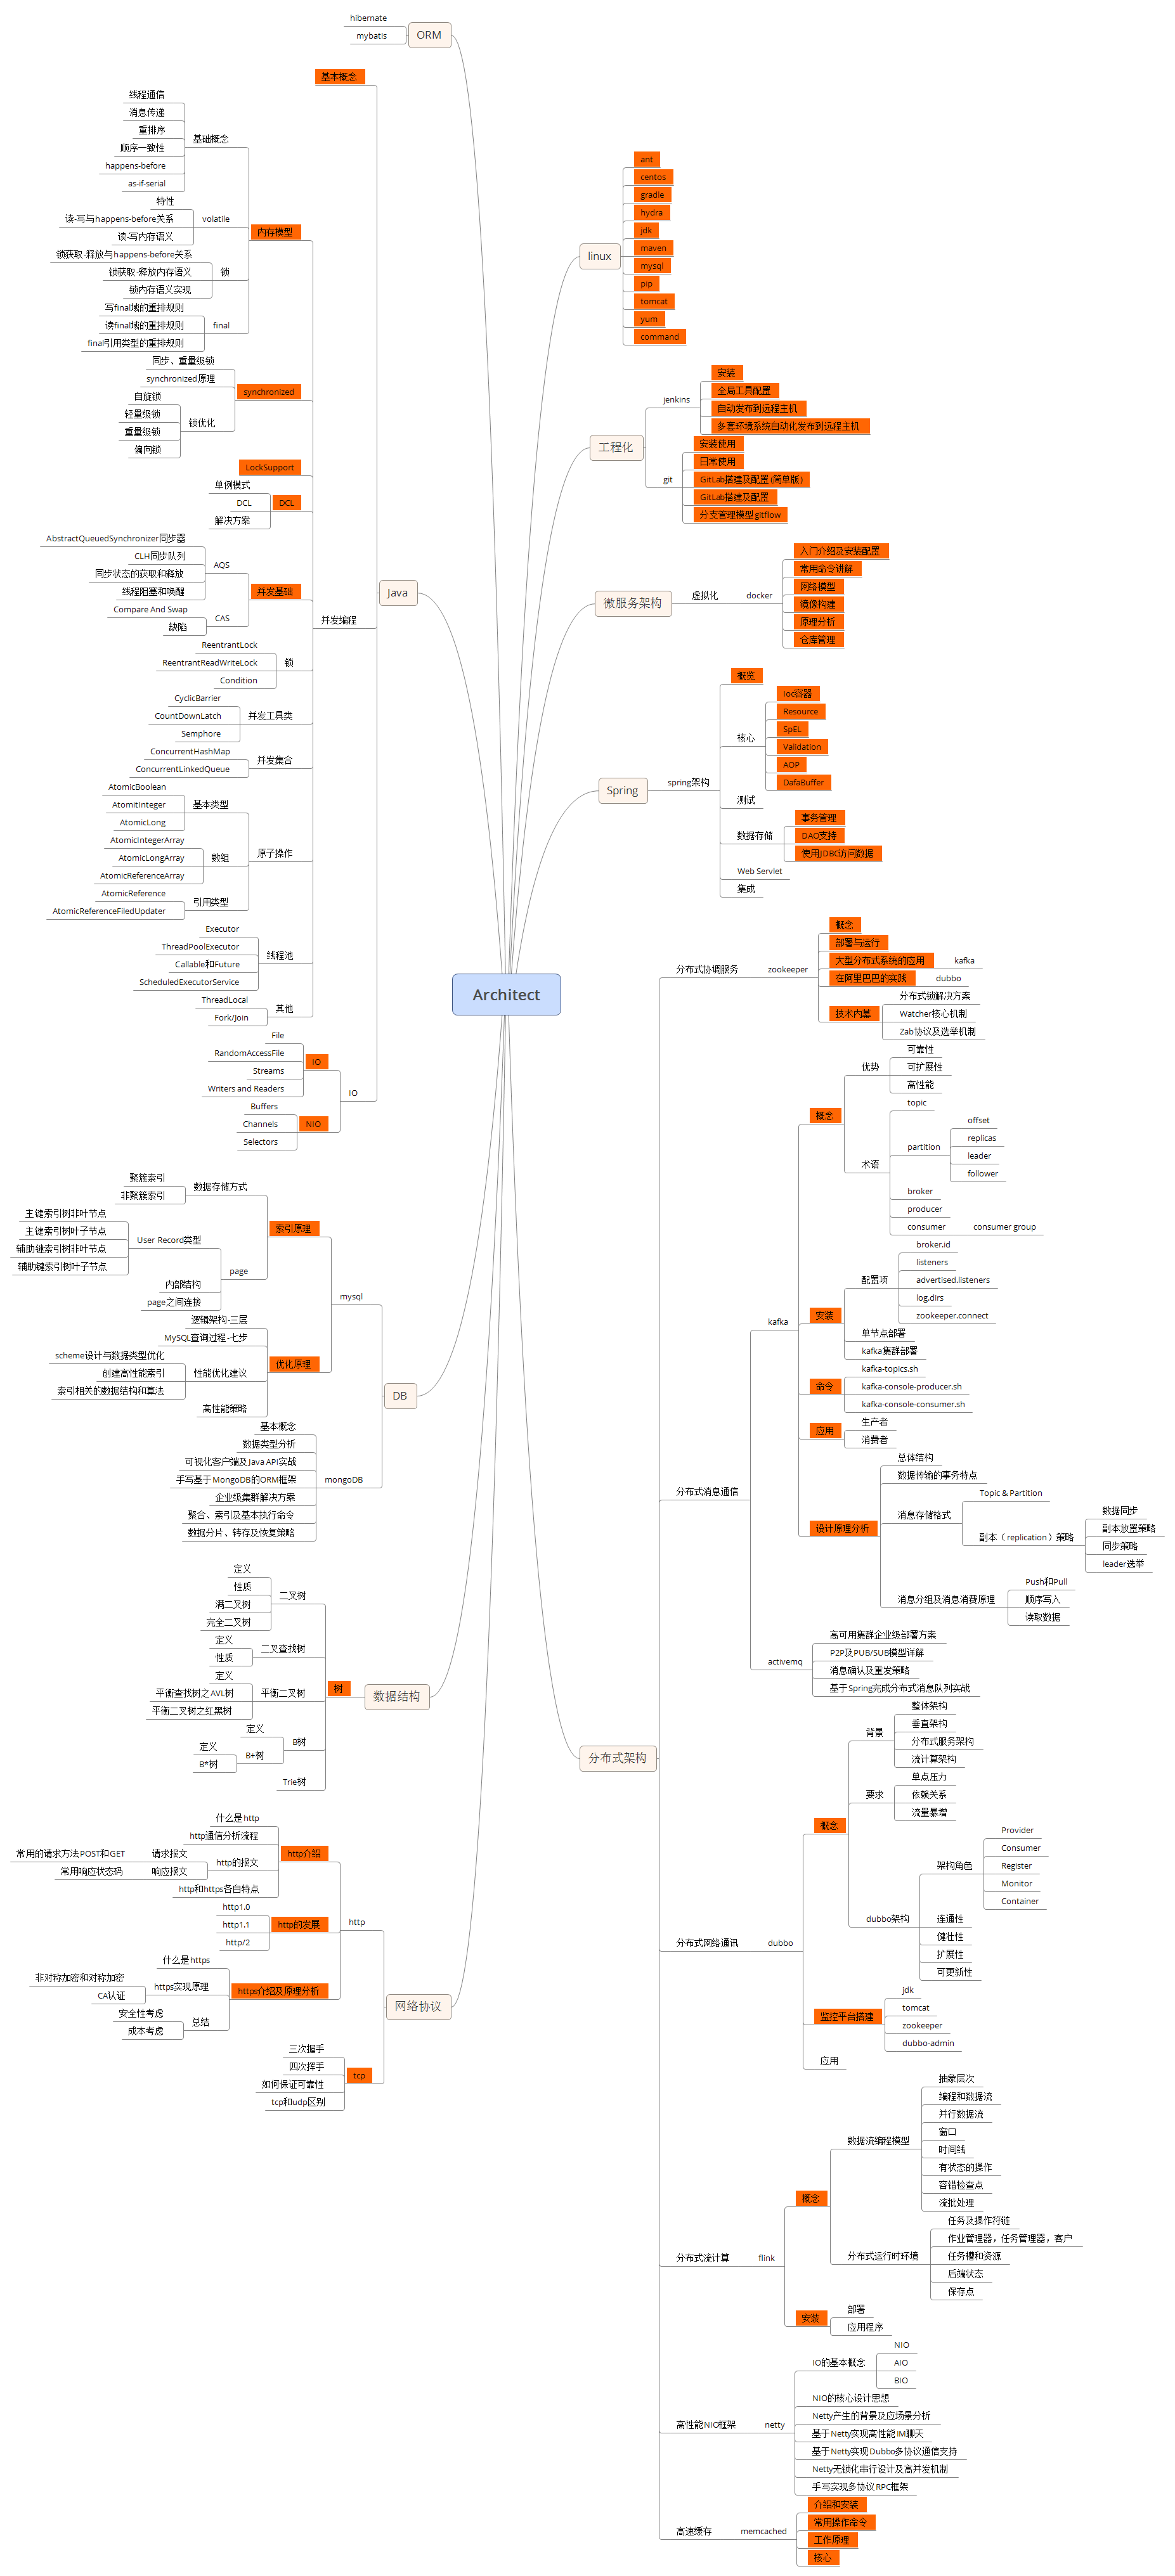 Architect
ORM
hibernate
mybatis
Java
基本概念
并发编程
内存模型
基础概念
线程通信
消息传递
重排序
顺序一致性
happens-before
as-if-serial
volatile
特性
读-写与happens-before关系
读-写内存语义
锁
锁获取-释放与happens-before关系
锁获取-释放内存语义
锁内存语义实现
final
写final域的重排规则
读final域的重排规则
final引用类型的重排规则
synchronized
同步、重量级锁
synchronized原理
锁优化
自旋锁
轻量级锁
重量级锁
偏向锁
LockSupport
DCL
单例模式
DCL
解决方案
并发基础
AQS
AbstractQueuedSynchronizer同步器
CLH同步队列
同步状态的获取和释放
线程阻塞和唤醒
CAS
Compare And Swap
缺陷
锁
ReentrantLock
ReentrantReadWriteLock
Condition
并发工具类
CyclicBarrier
CountDownLatch
Semphore
并发集合
ConcurrentHashMap
ConcurrentLinkedQueue
原子操作
基本类型
AtomicBoolean
AtomitInteger
AtomicLong
数组
AtomicIntegerArray
AtomicLongArray
AtomicReferenceArray
引用类型
AtomicReference
AtomicReferenceFiledUpdater
线程池
Executor
ThreadPoolExecutor
Callable和Future
ScheduledExecutorService
其他
ThreadLocal
Fork/Join
IO
IO
File
RandomAccessFile
Streams
Writers and Readers
NIO
Buffers
Channels
Selectors
DB
mysql
索引原理
数据存储方式
聚簇索引
非聚簇索引
page
User Record类型
主键索引树非叶节点
主键索引树叶子节点
辅助键索引树非叶节点
辅助键索引树子节点
内部结构
page之间连接
优化原理
逻辑架构-三层
MySQL查询过程-七步
性能优化建议
scheme设计与数据类型优化
创建高性能索引
索引相关的数据结构和算法
高性能策略
mongoDB
基本概念
数据类型分析
可视化客户端及Java API实战
手写基于MongoDB的ORM框架
企业级集群解决方案
聚合、索引及基本执行命令
数据分片、转存及恢复策略
数据结构
树
二叉树
定义
性质
满二叉树
完全二叉树
二叉查找树
定义
性质
平衡二叉树
定义
平衡查找树之AVL树
平衡二叉树之红黑树
B树
定义
B+树
定义
B*树
Trie树
网络协议
http
http介绍
什么是http
http通信分析流程
http的报文
请求报文
常用的请求方法POST和GET
响应报文
常用响应状态码
http和https各自特点
http的发展
http1.0
http1.1
http/2
https介绍及原理分析
什么是https
https实现原理
非对称加密和对称加密
CA认证
总结
安全性考虑
成本考虑
tcp
三次握手
四次挥手
如何保证可靠性
tcp和udp区别
linux
ant
centos
gradle
hydra
jdk
maven
mysql
pip
tomcat
yum
command
工程化
jenkins
安装
全局工具配置
自动发布到远程主机
多套环境系统自动化发布到远程主机
git
安装使用
日常使用
GitLab搭建及配置(简单版)
GitLab搭建及配置
分支管理模型gitflow
微服务架构
虚拟化
docker
入门介绍及安装配置
常用命令讲解
网络模型
镜像构建
原理分析
仓库管理
Spring
spring架构
概览
核心
Ioc容器
Resource
SpEL
Validation
AOP
DafaBuffer
测试
数据存储
事务管理
DAO支持
使用JDBC访问数据
Web Servlet
集成
分布式架构
分布式协调服务
zookeeper
概念
部署与运行
大型分布式系统的应用
kafka
在阿里巴巴的实践
dubbo
技术内幕
分布式锁解决方案
Watcher核心机制
Zab协议及选举机制
分布式消息通信
kafka
概念
优势
可靠性
可扩展性
高性能
术语
topic
partition
offset
replicas
leader
follower
broker
producer
consumer
consumer group
安装
配置项
broker.id
listeners
advertised.listeners
log.dirs
zookeeper.connect
单节点部署
kafka集群部署
命令
kafka-topics.sh
kafka-console-producer.sh
kafka-console-consumer.sh
应用
生产者
消费者
设计原理分析
总体结构
数据传输的事务特点
消息存储格式
Topic & Partition
副本（replication）策略
数据同步
副本放置策略
同步策略
leader选举
消息分组及消息消费原理
Push和Pull
顺序写入
读取数据
activemq
高可用集群企业级部署方案
P2P及PUB/SUB模型详解
消息确认及重发策略
基于Spring完成分布式消息队列实战
分布式网络通讯
dubbo
概念
背景
整体架构
垂直架构
分布式服务架构
流计算架构
要求
单点压力
依赖关系
流量暴增
dubbo架构
架构角色
Provider
Consumer
Register
Monitor
Container
连通性
健壮性
扩展性
可更新性
监控平台搭建
jdk
tomcat
zookeeper
dubbo-admin
应用
分布式流计算
flink
概念
数据流编程模型
抽象层次
编程和数据流
并行数据流
窗口
时间线
有状态的操作
容错检查点
流批处理
分布式运行时环境
任务及操作符链
作业管理器，任务管理器，客户
任务槽和资源
后端状态
保存点
安装
部署
应用程序
高性能NIO框架
netty
IO的基本概念
NIO
AIO
BIO
NIO的核心设计思想
Netty产生的背景及应场景分析
基于Netty实现高性能IM聊天
基于Netty实现Dubbo多协议通信支持
Netty无锁化串行设计及高并发机制
手写实现多协议RPC框架
高速缓存
memcached
介绍和安装
常用操作命令
工作原理
核心